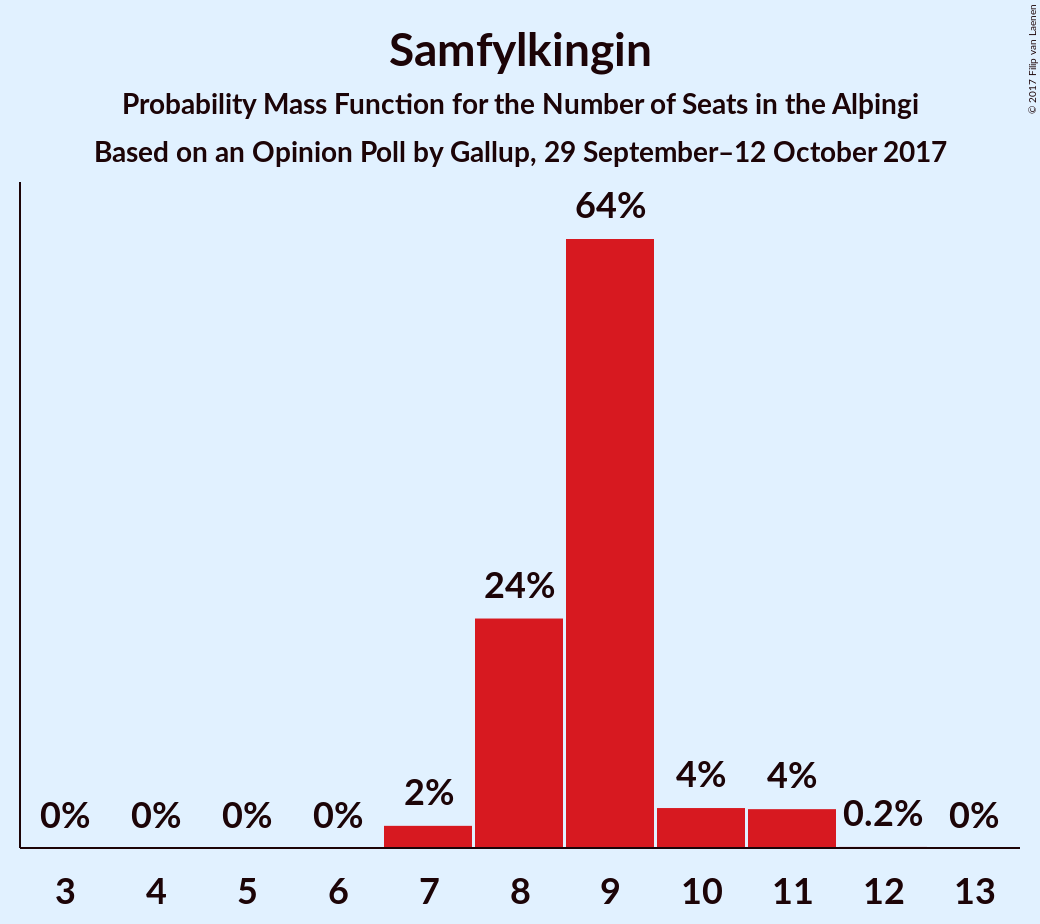 Samfylkingin
Probability Mass Function for the Number of Seats in the Alþingi
Based on an Opinion Poll by Gallup, 29 September–12 October 2017
© 2017 Filip van Laenen
64%
24%
2%
4%
4%
0%
0%
0%
0%
0.2%
0%
3 4 5 6 7 8 9 10 11 12 13